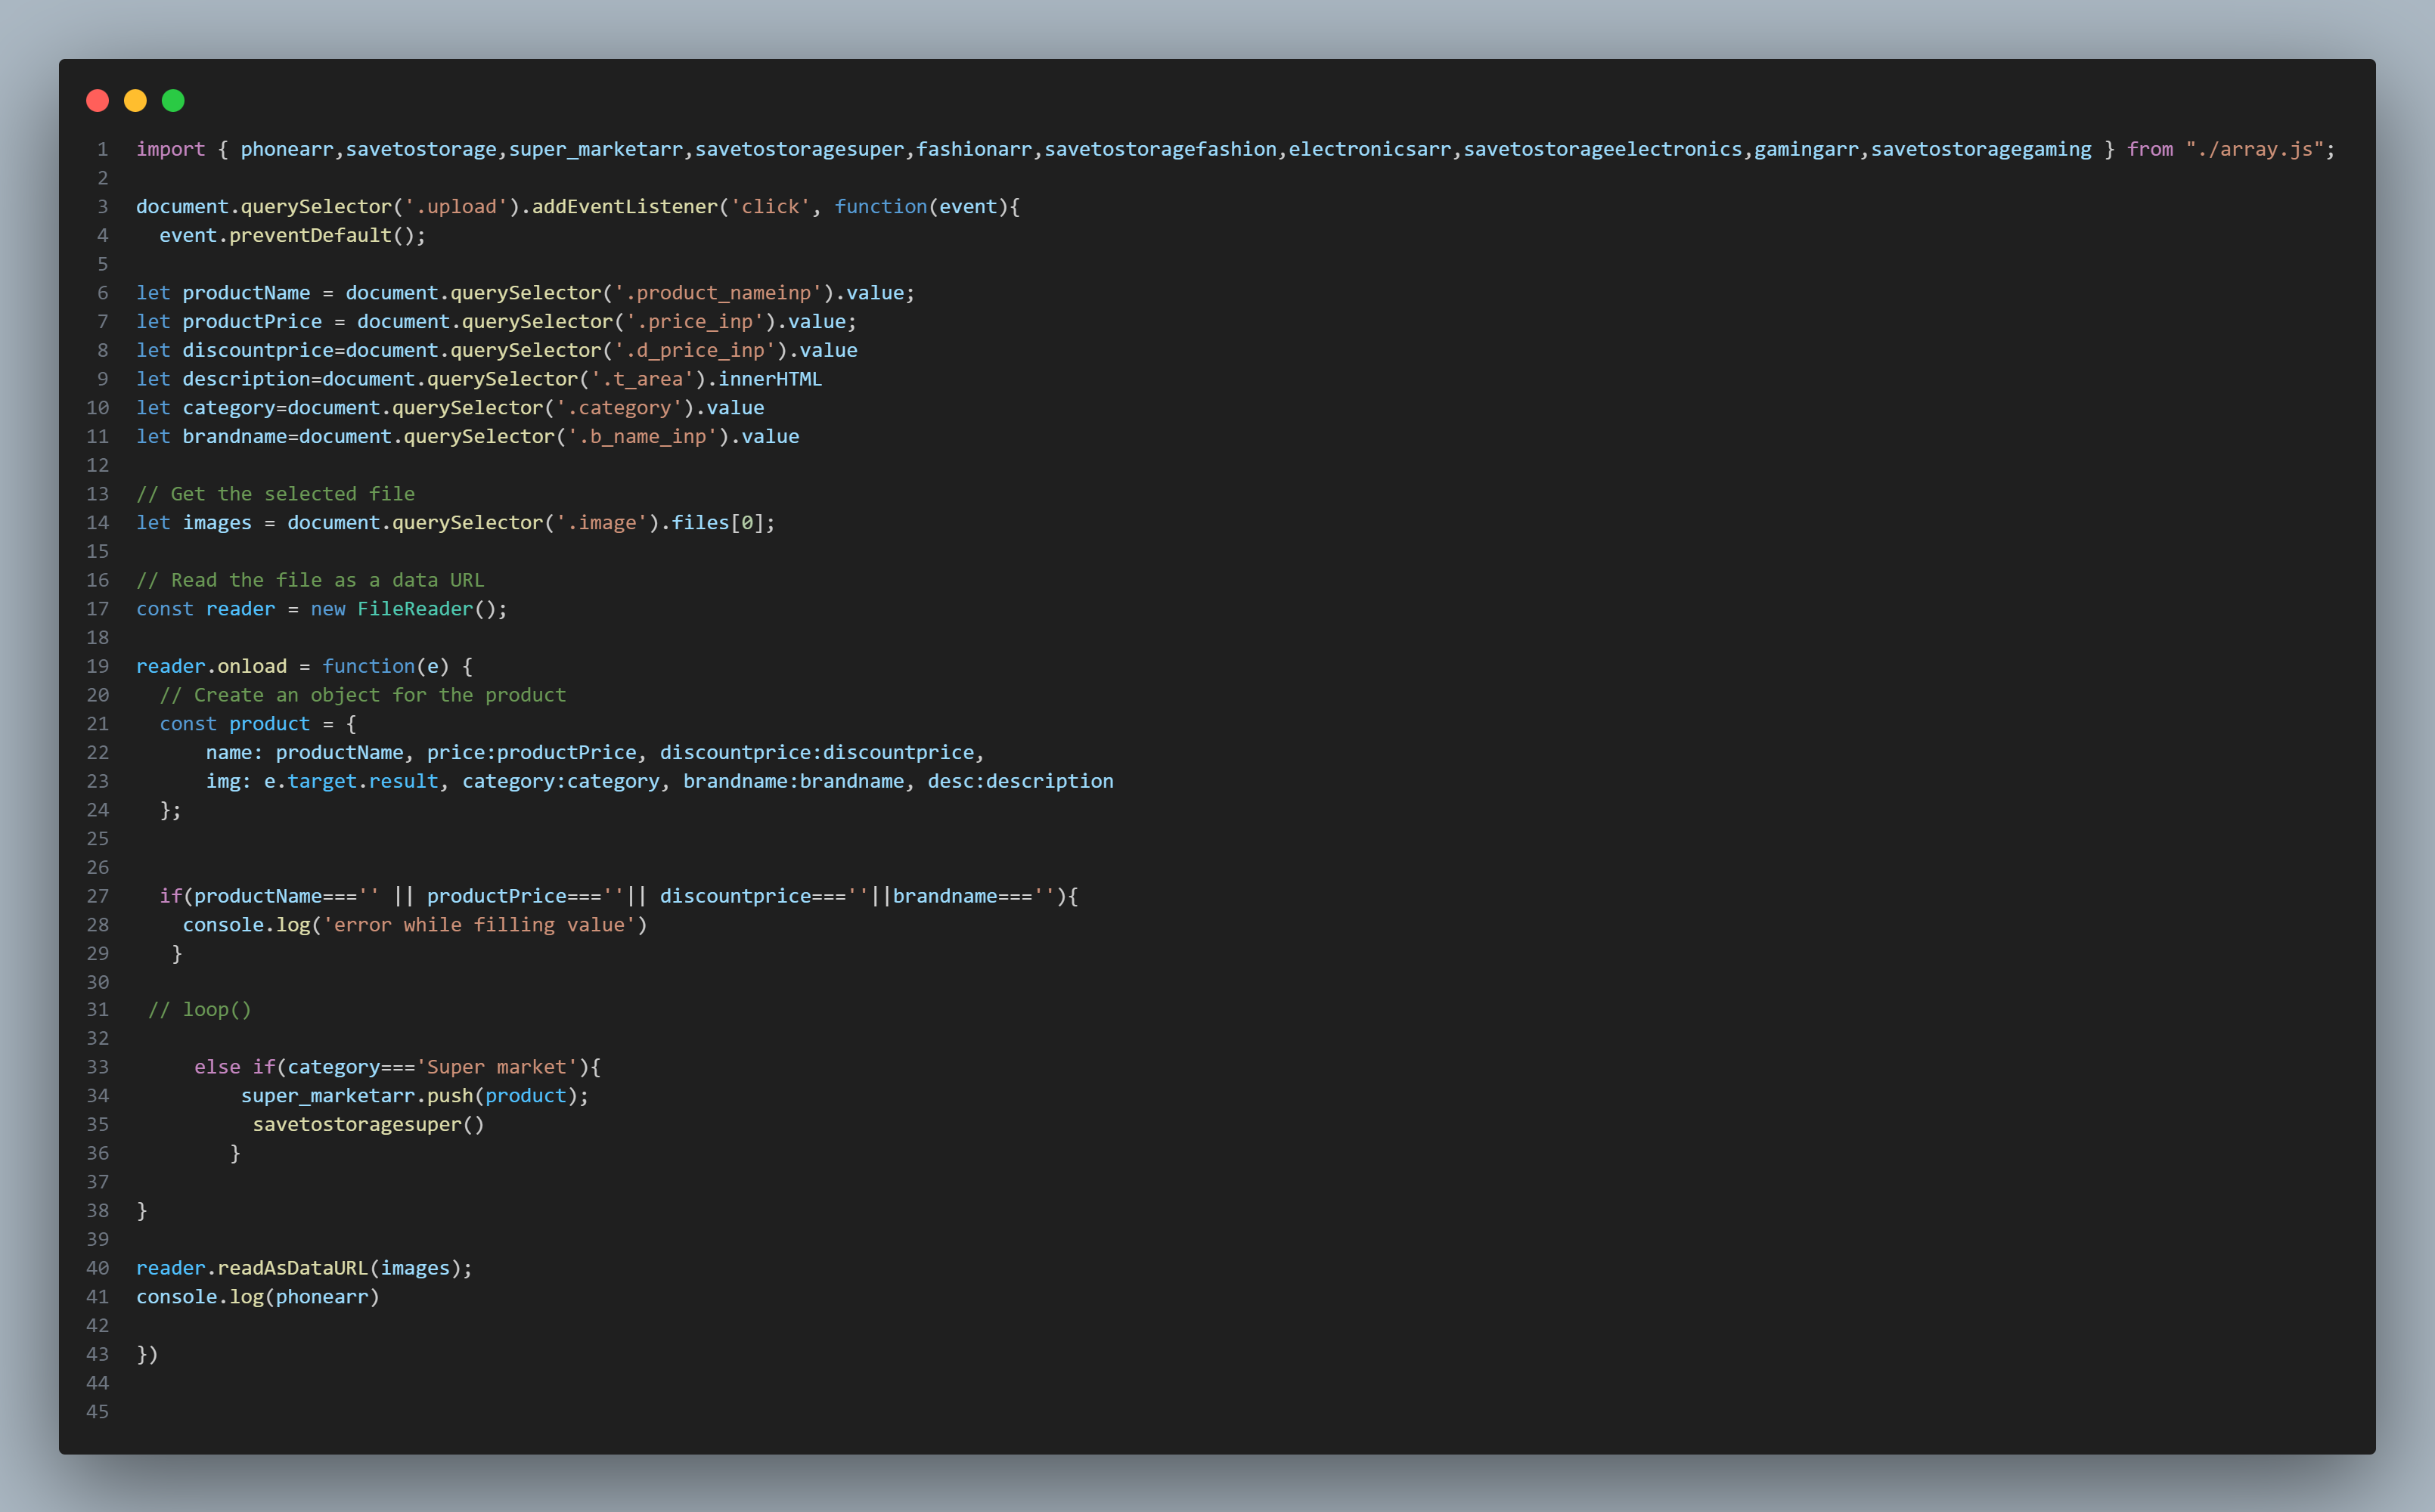 1 import { phonearr,savetostorage,super_marketarr,savetostoragesuper,fashionarr,savetostoragefashion,electronicsarr,savetostorageelectronics,gamingarr,savetostoragegaming } from "./array.js";
2
3 document.querySelector('.upload').addEventListener('click', function(event){
4   event.preventDefault();
5
6 let productName = document.querySelector('.product_nameinp').value;
7 let productPrice = document.querySelector('.price_inp').value;
8 let discountprice=document.querySelector('.d_price_inp').value
9 let description=document.querySelector('.t_area').innerHTML
10 let category=document.querySelector('.category').value
11 let brandname=document.querySelector('.b_name_inp').value
12
13 // Get the selected file
14 let images = document.querySelector('.image').files[0];
15
16 // Read the file as a data URL
17 const reader = new FileReader();
18
19 reader.onload = function(e) {
20   // Create an object for the product
21   const product = {
22       name: productName, price:productPrice, discountprice:discountprice,
23       img: e.target.result, category:category, brandname:brandname, desc:description
24   };
25
26
27   if(productName==='' || productPrice===''|| discountprice===''||brandname===''){
28     console.log('error while filling value')
29    }
30
31  // loop()
32
33      else if(category==='Super market'){
34          super_marketarr.push(product);
35           savetostoragesuper()
36         }
37
38 }
39
40 reader.readAsDataURL(images);
41 console.log(phonearr)
42
43 })
44
45